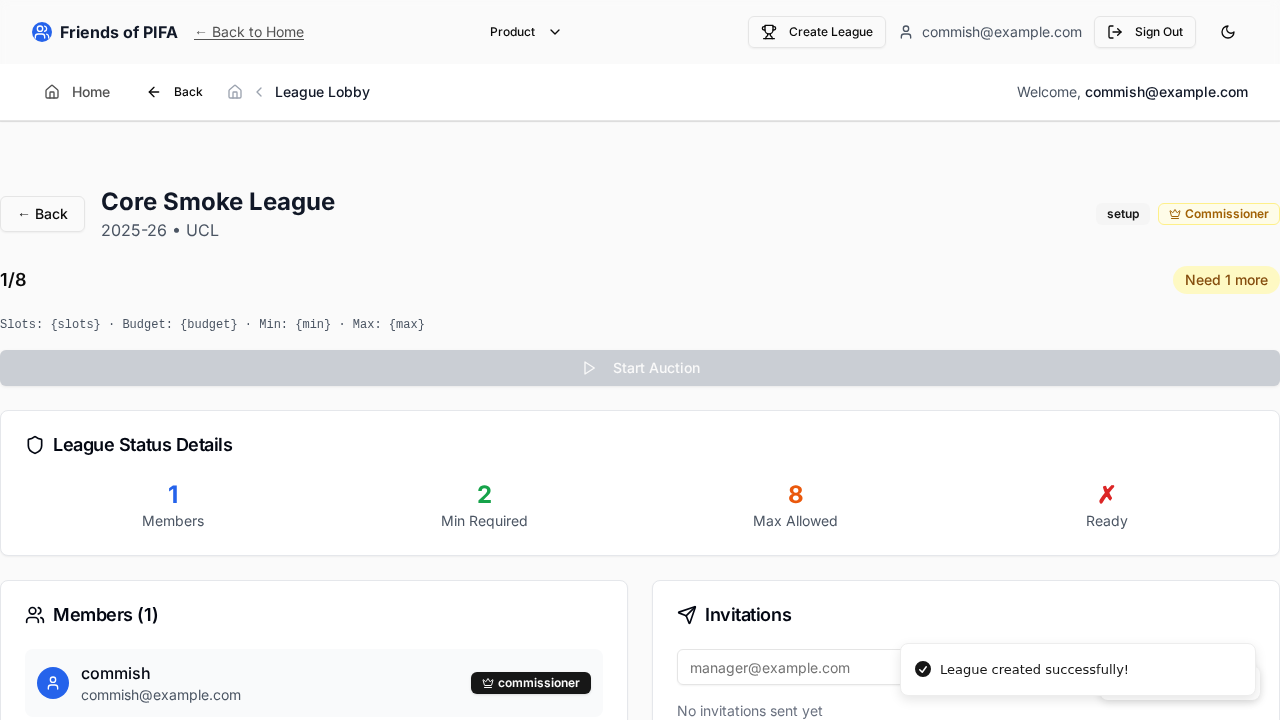 Friends of PIFA
← Back to Home
Product
Create League
commish@example.com
Sign Out
Home
Back
League Lobby
Welcome, commish@example.com
← Back
Core Smoke League
2025-26 • UCL
setup
Commissioner
1/8
Need 1 more
Slots: {slots} · Budget: {budget} · Min: {min} · Max: {max}
Start Auction
League Status Details
1
Members
2
Min Required
8
Max Allowed
✗
Ready
Members (1)
commish
commish@example.com
commissioner
Invitations
manager@example.com
No invitations sent yet
League created successfully!